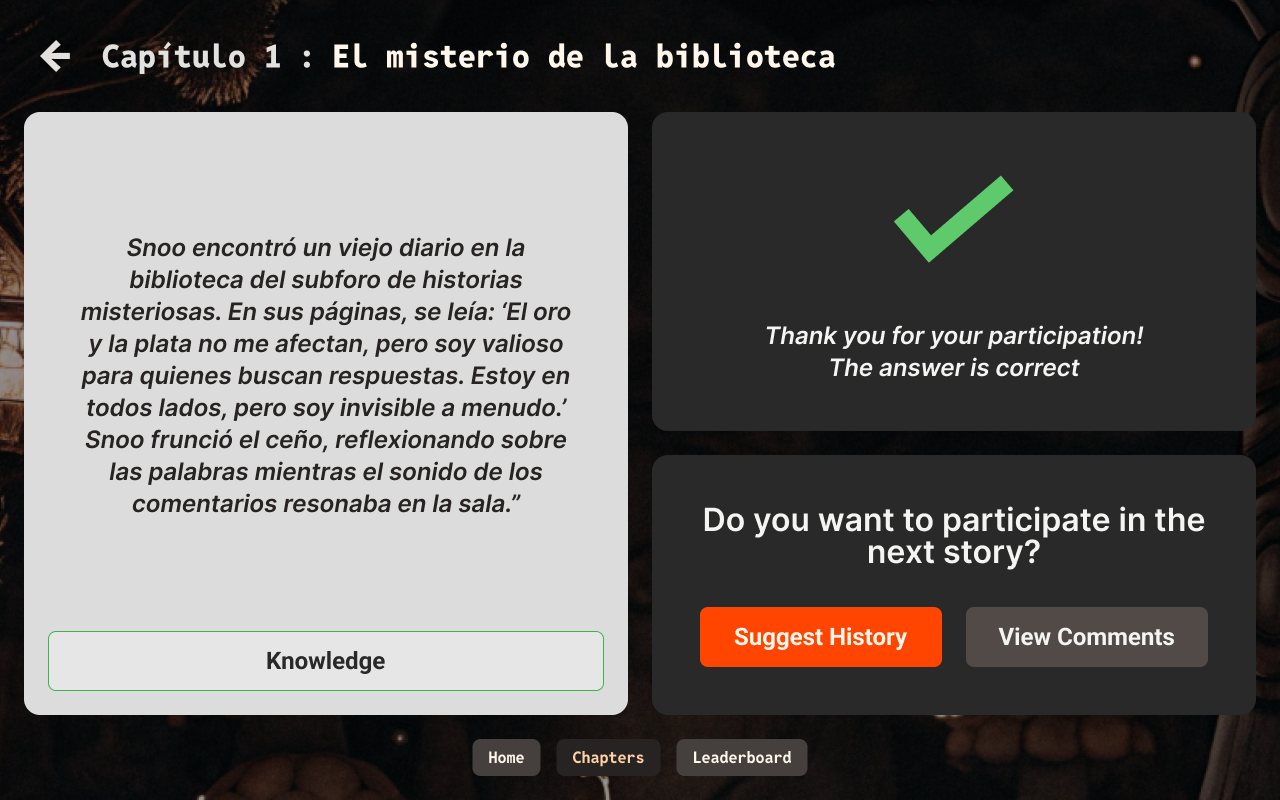 Capítulo 1 : El misterio de la biblioteca
Snoo encontró un viejo diario en la
biblioteca del subforo de historias
misteriosas. En sus páginas, se leía: ‘El oro
y la plata no me afectan, pero soy valioso
para quienes buscan respuestas. Estoy en
todos lados, pero soy invisible a menudo.’
Snoo frunció el ceño, reflexionando sobre
las palabras mientras el sonido de los
comentarios resonaba en la sala.”
Knowledge
Thank you for your participation!
The answer is correct
Do you want to participate in the
next story?
Suggest History
View Comments
Home
Chapters
Leaderboard